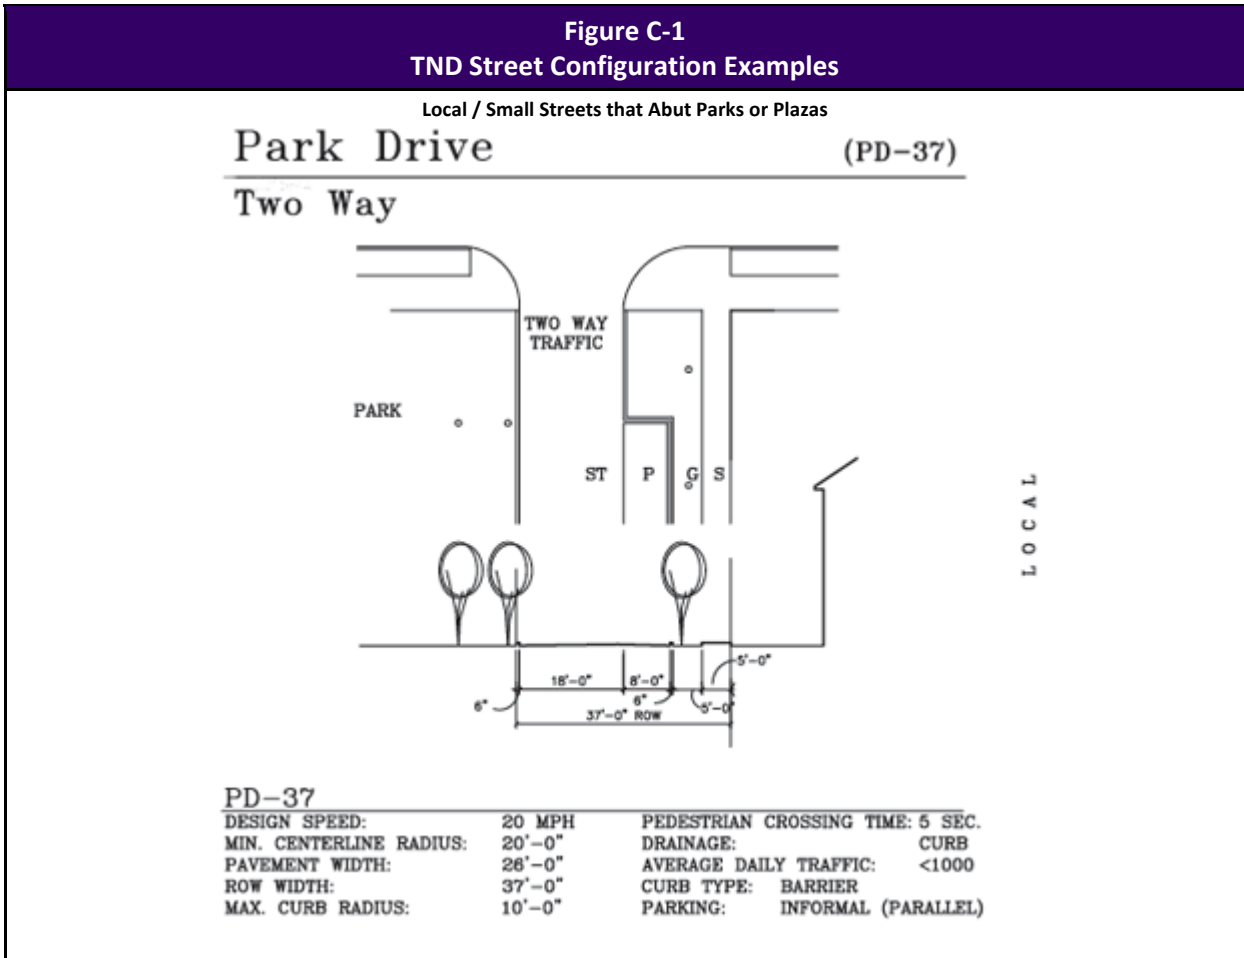 Figure C-1
TND Street Configuration Examples
Local / Small Streets that Abut Parks or Plazas
Park Drive (PD-37)
Two Way
TWO WAY
TRAFFIC
PARK
ST P G S
LOCAL
5'-0"
18'-0" 8'-0"
6" 6" 5'-0"
37'-0" ROW
PD-37
DESIGN SPEED: 20 MPH PEDESTRIAN CROSSING TIME: 5 SEC.
MIN. CENTERLINE RADIUS: 20'-0" DRAINAGE: CURB
PAVEMENT WIDTH: 26'-0" AVERAGE DAILY TRAFFIC: <1000
ROW WIDTH: 37'-0" CURB TYPE: BARRIER
MAX. CURB RADIUS: 10'-0" PARKING: INFORMAL (PARALLEL)